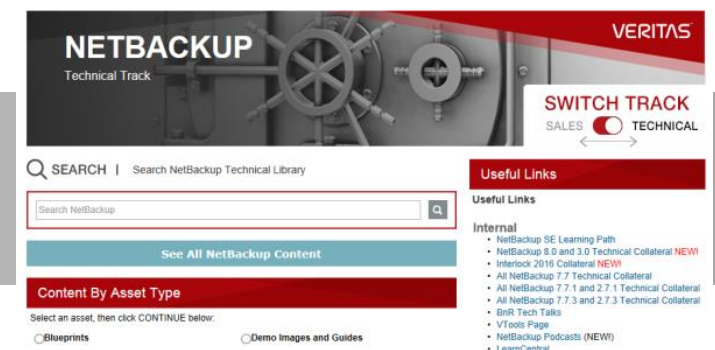 NETBACKUP
Technical Track
VERITAS
SWITCH TRACK
SALES TECHNICAL
SEARCH | Search NetBackup Technical Library
Search NetBackup
See All NetBackup Content
Content By Asset Type
Select an asset, then click CONTINUE below:
Blueprints Demo Images and Guides
Useful Links
Useful Links
Internal
• NetBackup SE Learning Path
• NetBackup 8.0 and 3.0 Technical Collateral NEW!
• Interlock 2016 Collateral NEW!
• All NetBackup 7.7 Technical Collateral
• All NetBackup 7.7.1 and 2.7.1 Technical Collateral
• All NetBackup 7.7.3 and 2.7.3 Technical Collateral
• BnR Tech Talks
• VTools Page
• NetBackup Podcasts (NEW!)
• LearnCentral